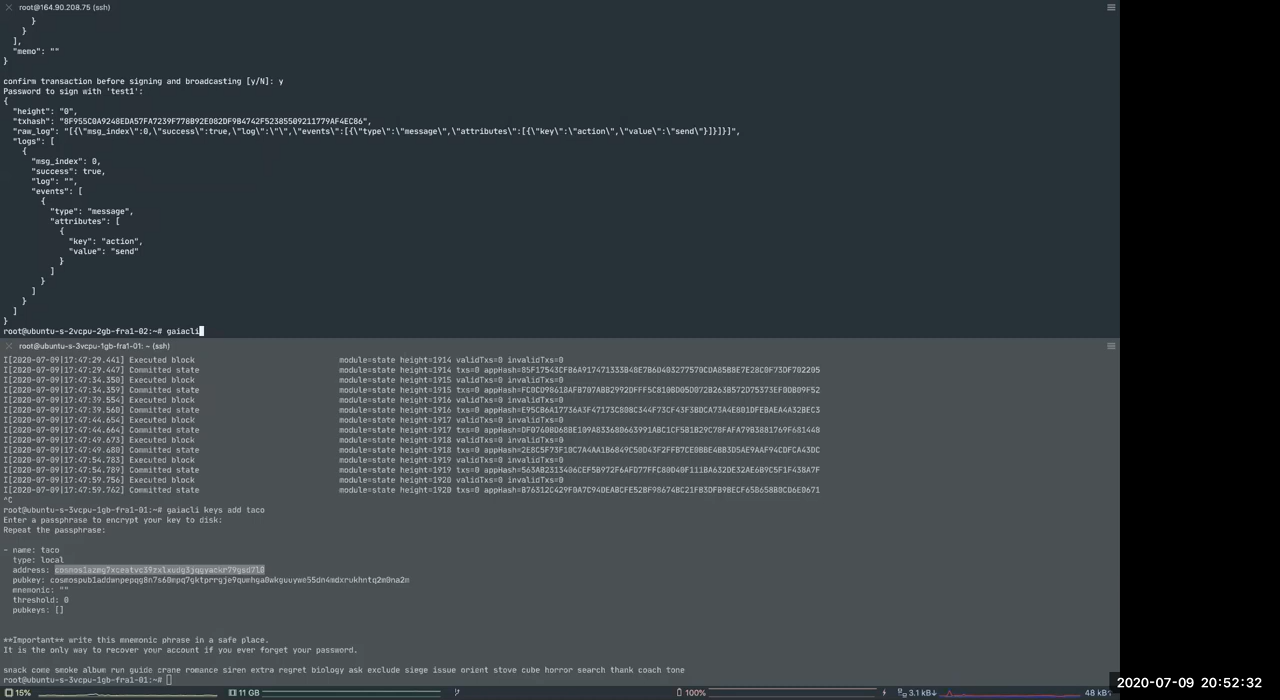 root@164.90.208.75 (ssh)
}
}
],
"memo": ""
}
confirm transaction before signing and broadcasting [y/N]: y
Password to sign with 'test1':
{
"height": "0",
"txhash": "8F955C0A9248EDA57FA7239F778B92E082DF9B4742F52385509211779AF4EC86",
"raw_log": "[{\"msg_index\":0,\"success\":true,\"log\":\"\",\"events\":[{\"type\":\"message\",\"attributes\":[{\"key\":\"action\",\"value\":\"send\"}]}]}]",
"logs": [
{
"msg_index": 0,
"success": true,
"log": "",
"events": [
{
"type": "message",
"attributes": [
{
"key": "action",
"value": "send"
}
]
}
]
}
]
}
root@ubuntu-s-2vcpu-2gb-fra1-02:~# gaiacli
root@ubuntu-s-3vcpu-1gb-fra1-01: ~ (ssh)
I[2020-07-09|17:47:29.441] Executed block module=state height=1914 validTxs=0 invalidTxs=0
I[2020-07-09|17:47:29.448] Committed state module=state height=1914 txs=0
I[2020-07-09|17:47:34.350] Executed block module=state height=1915 validTxs=0 invalidTxs=0
I[2020-07-09|17:47:34.359] Committed state module=state height=1915 txs=0
I[2020-07-09|17:47:39.554] Executed block module=state height=1916 validTxs=0 invalidTxs=0
I[2020-07-09|17:47:39.560] Committed state module=state height=1916 txs=0
I[2020-07-09|17:47:44.654] Executed block module=state height=1917 validTxs=0 invalidTxs=0
I[2020-07-09|17:47:44.664] Committed state module=state height=1917 txs=0
I[2020-07-09|17:47:49.673] Executed block module=state height=1918 validTxs=0 invalidTxs=0
I[2020-07-09|17:47:49.680] Committed state module=state height=1918 txs=0
I[2020-07-09|17:47:54.783] Executed block module=state height=1919 validTxs=0 invalidTxs=0
I[2020-07-09|17:47:54.789] Committed state module=state height=1919 txs=0
I[2020-07-09|17:47:59.756] Executed block module=state height=1920 validTxs=0 invalidTxs=0
I[2020-07-09|17:47:59.762] Committed state module=state height=1920 txs=0
^C
root@ubuntu-s-3vcpu-1gb-fra1-01:~# gaiacli keys add taco
Enter a passphrase to encrypt your key to disk:
Repeat the passphrase:
- name: taco
type: local
address:
pubkey:
mnemonic: ""
threshold: 0
pubkeys: []
**Important** write this mnemonic phrase in a safe place.
It is the only way to recover your account if you ever forget your password.
snack come smoke album run guide crane romance siren extra regret biology ask exclude siege issue orient stove cube horror search thank coach tone
root@ubuntu-s-3vcpu-1gb-fra1-01:~#
15% 11 GB 100% 3.1 kB↓ 48 kB↑
2020-07-09 20:52:32